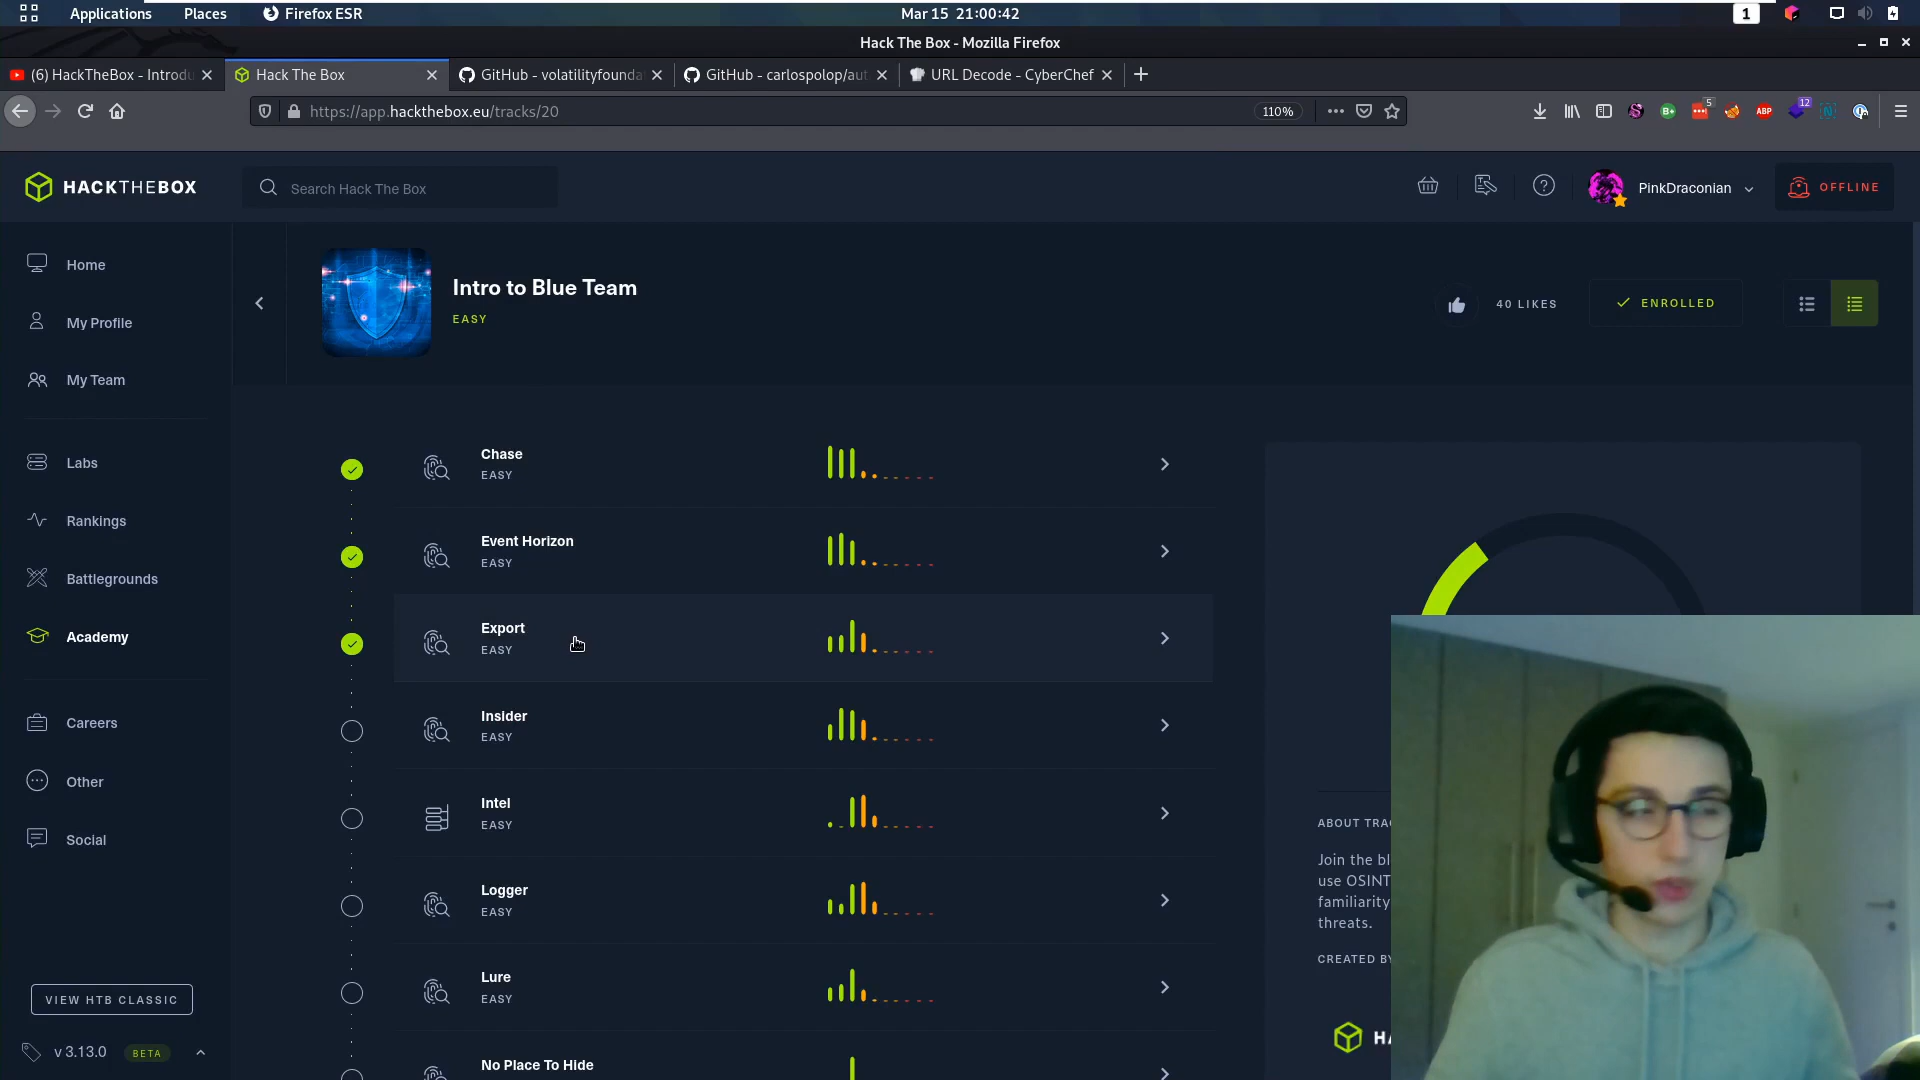 Applications Places Firefox ESR Mar 15 21:00:42 1
Hack The Box - Mozilla Firefox
(6) HackTheBox - Introdu Hack The Box GitHub - volatilityfounda GitHub - carlospolop/aut URL Decode - CyberChef
https://app.hackthebox.eu/tracks/20 110% 5 ABP 12
HACKTHEBOX Search Hack The Box PinkDraconian OFFLINE
Home
My Profile
My Team
Labs
Rankings
Battlegrounds
Academy
Careers
Other
Social
VIEW HTB CLASSIC
v 3.13.0 BETA
Intro to Blue Team
EASY
40 LIKES ENROLLED
Chase
EASY
Event Horizon
EASY
Export
EASY
Insider
EASY
Intel
EASY
Logger
EASY
Lure
EASY
No Place To Hide
ABOUT TRA
Join the bl
use OSINT
familiarity
threats.
CREATED BY
HA